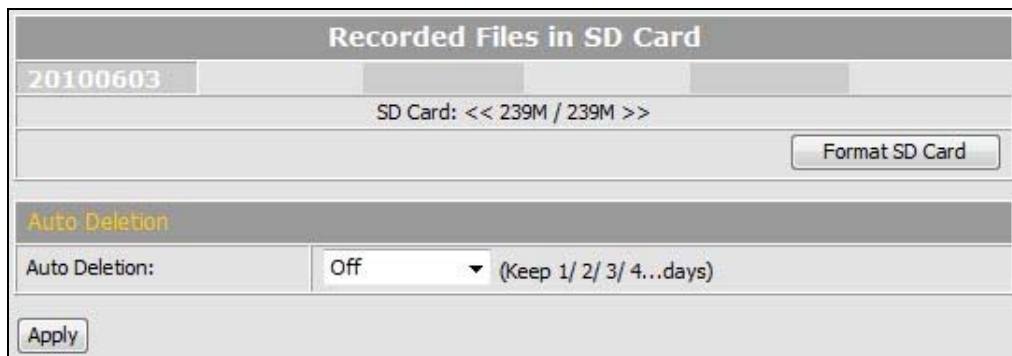 Recorded Files in SD Card
20100603
SD Card: << 239M / 239M >>
Format SD Card
Auto Deletion
Auto Deletion: Off (Keep 1/ 2/ 3/ 4...days)
Apply